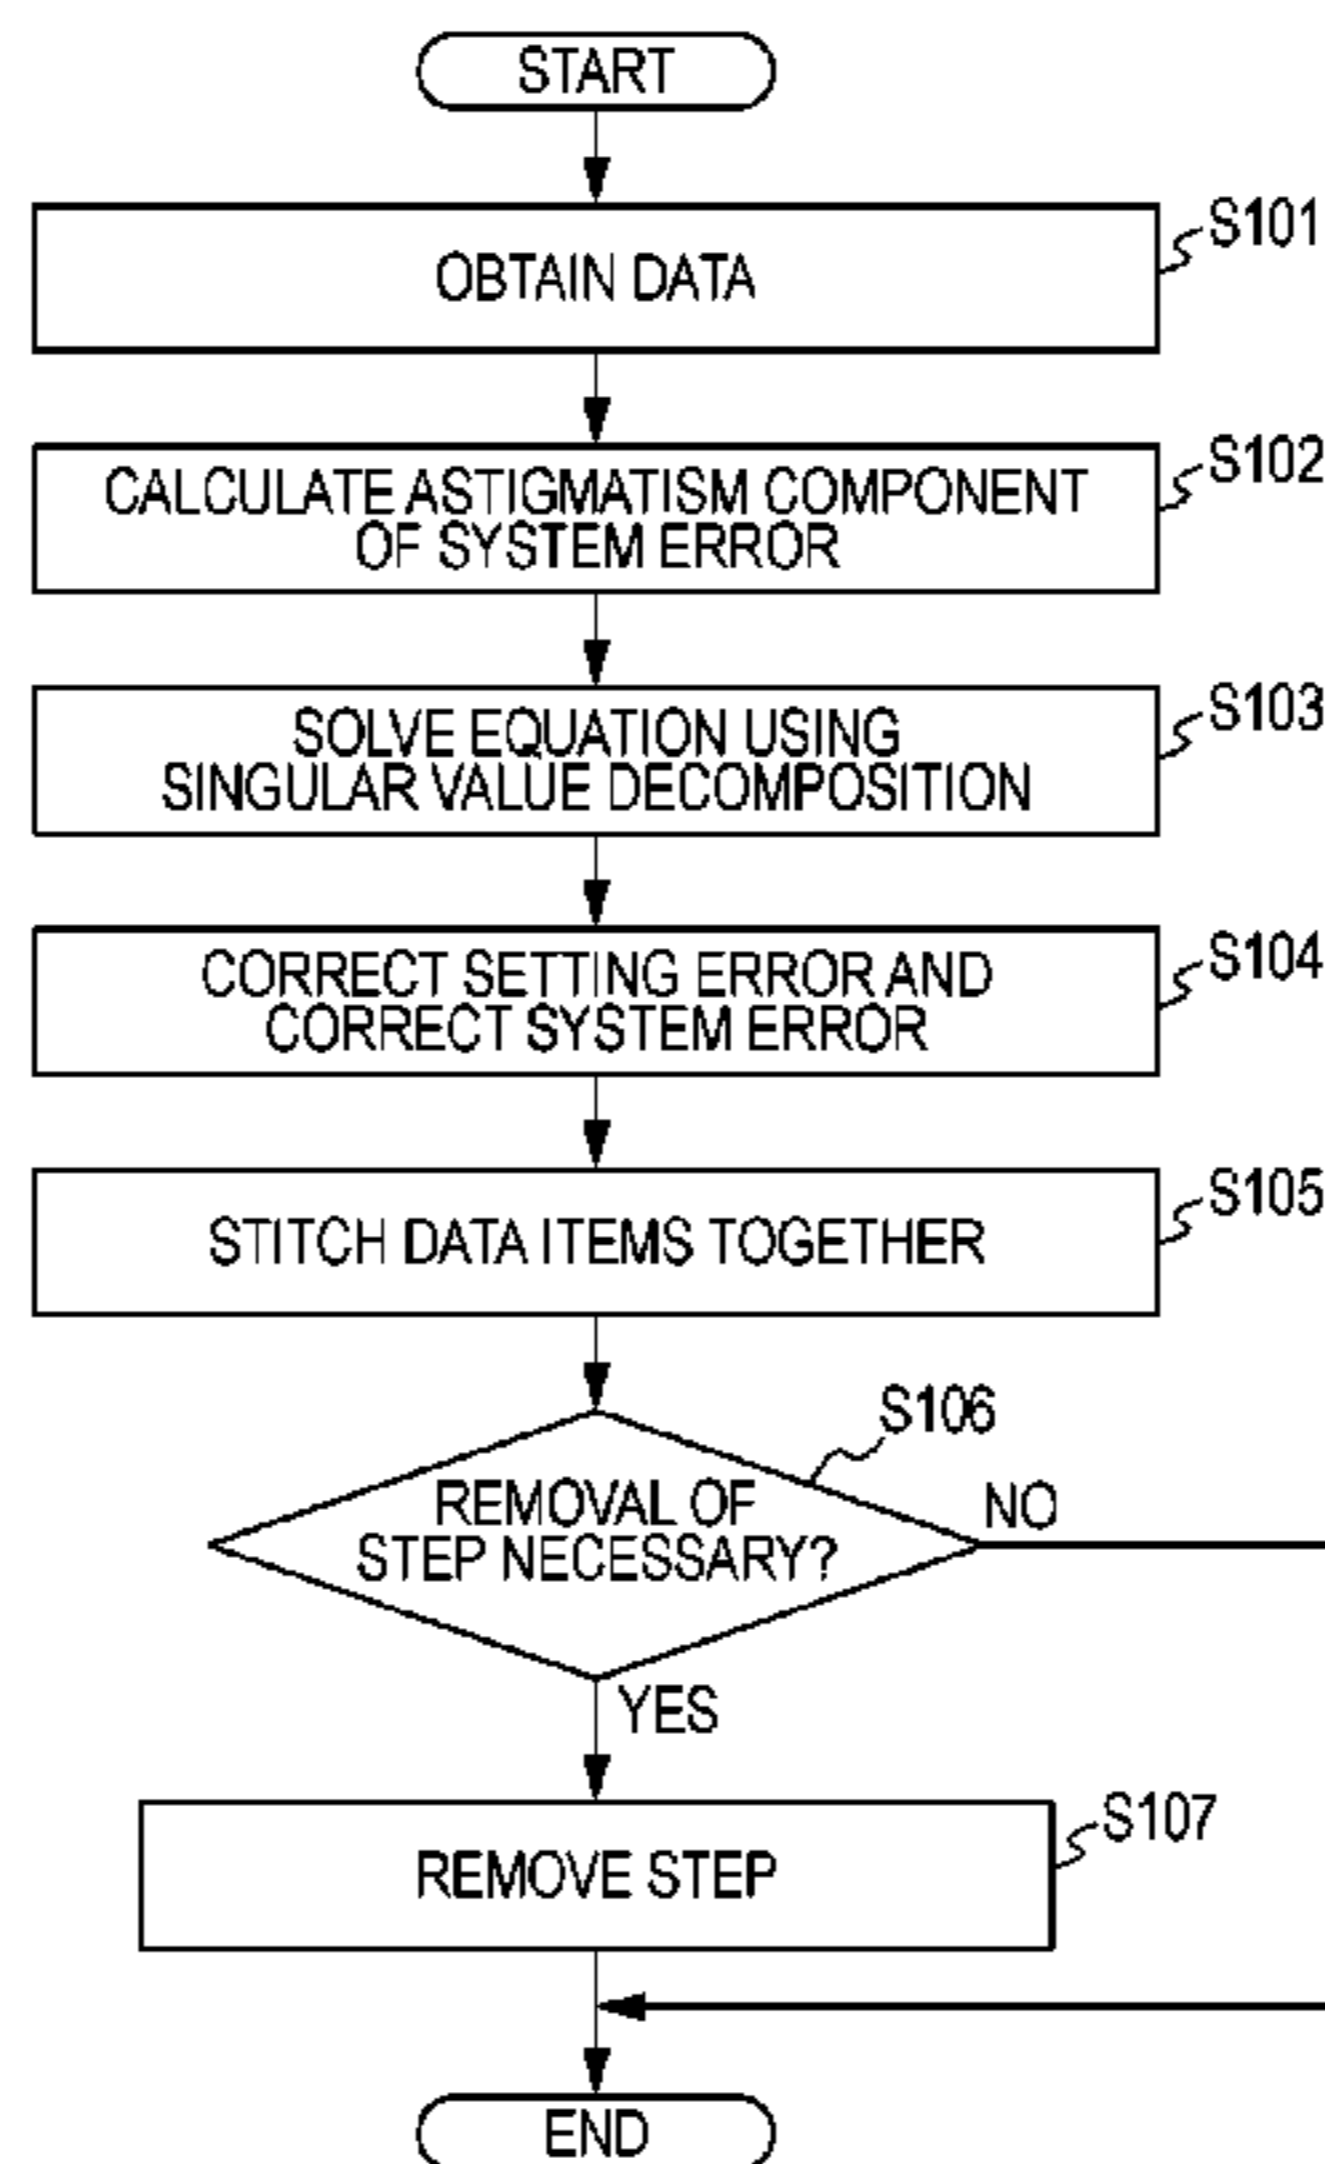 START
S101
OBTAIN DATA
S102
CALCULATE ASTIGMATISM COMPONENT
OF SYSTEM ERROR
S103
SOLVE EQUATION USING
SINGULAR VALUE DECOMPOSITION
S104
CORRECT SETTING ERROR AND
CORRECT SYSTEM ERROR
S105
STITCH DATA ITEMS TOGETHER
S106
REMOVAL OF
STEP NECESSARY?
NO
YES
S107
REMOVE STEP
END